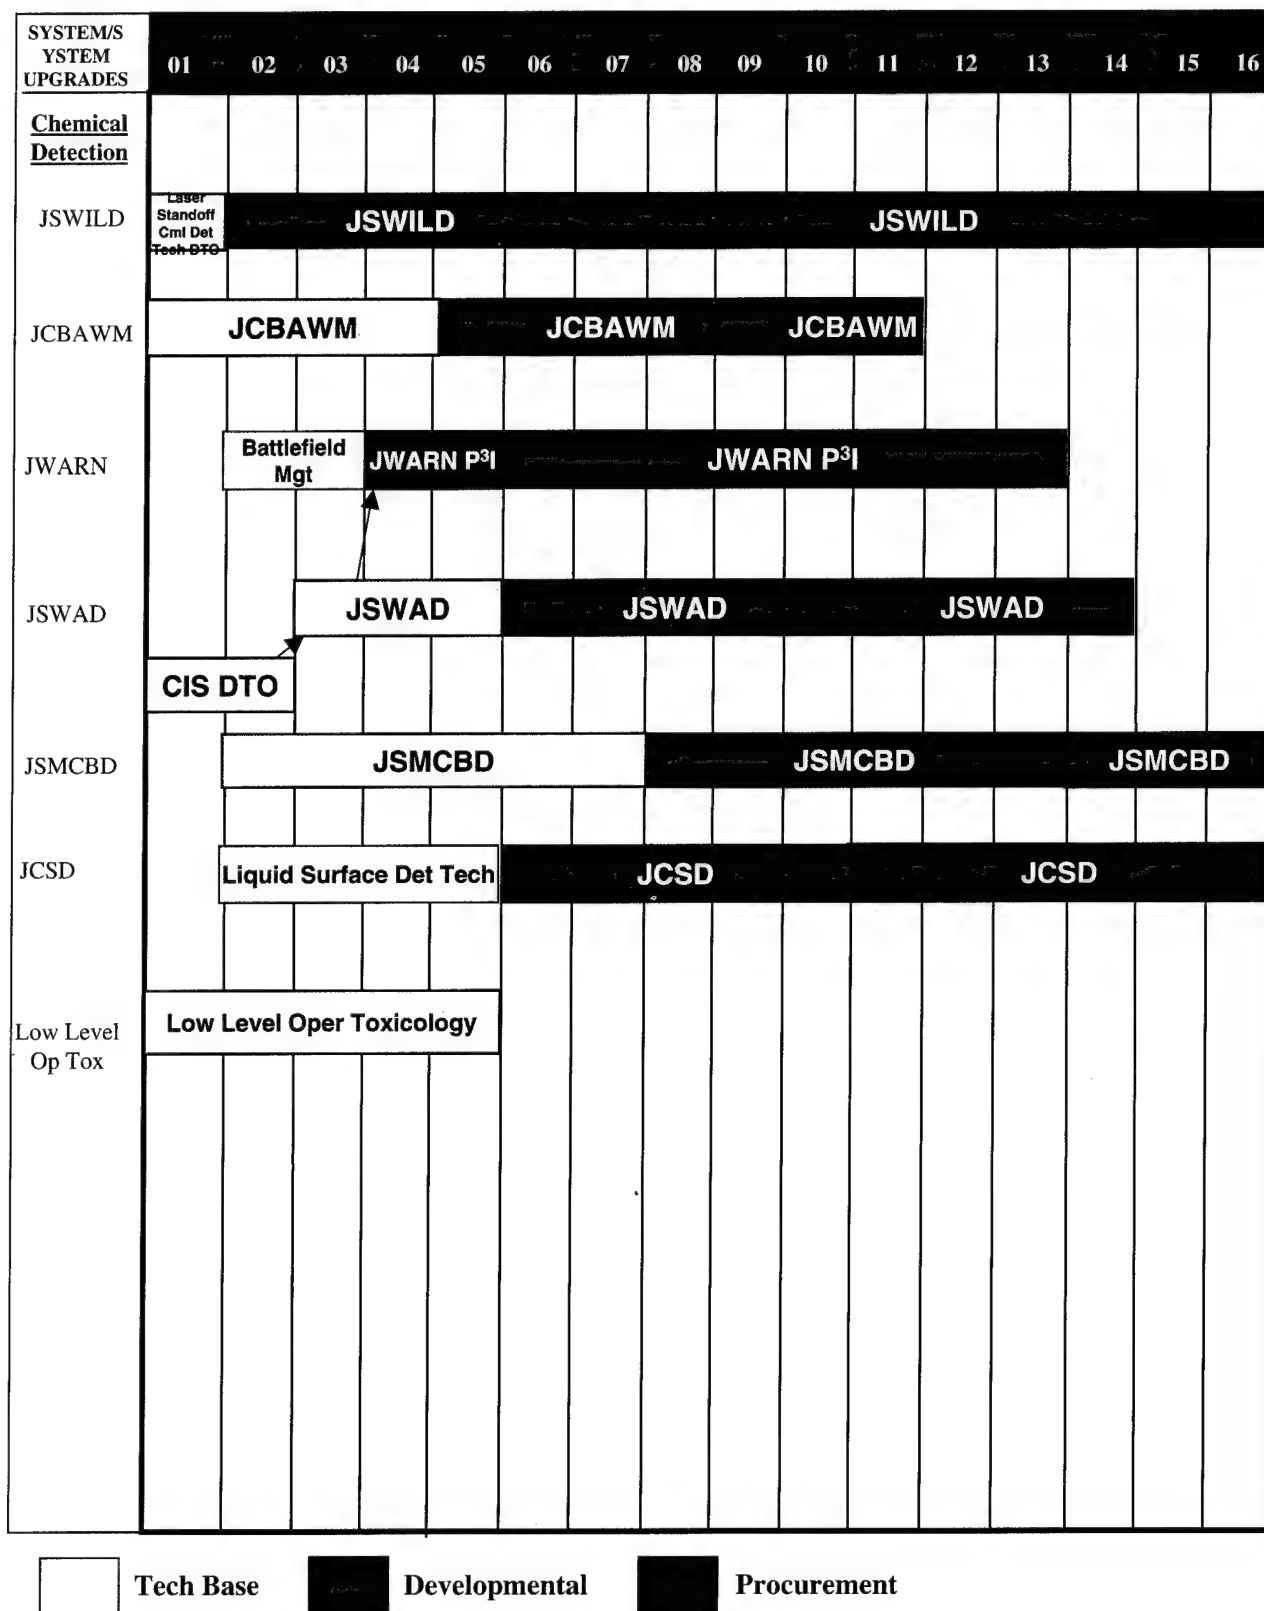 SYSTEM/S
YSTEM
UPGRADES
01 02 03 04 05 06 07 08 09 10 11 12 13 14 15 16
Chemical
Detection
JSWILD
Laser
Standoff
Cml Det
Tech DTO
JSWILD JSWILD
JCBAWM
JCBAWM JCBAWM JCBAWM
JWARN
Battlefield
Mgt
JWARN P³I JWARN P³I
JSWAD
JSWAD JSWAD JSWAD
CIS DTO
JSMCBD
JSMCBD JSMCBD JSMCBD
JCSD
Liquid Surface Det Tech JCSD JCSD
Low Level
Op Tox
Low Level Oper Toxicology
Tech Base Developmental Procurement